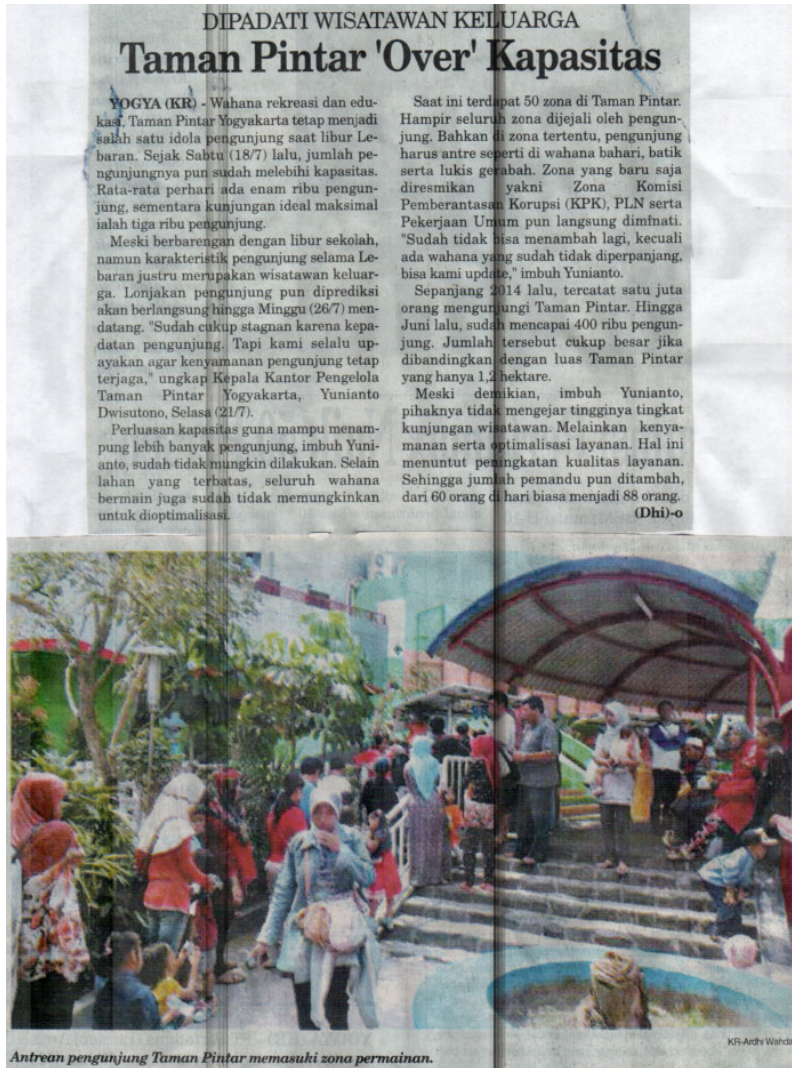 DIPADATI WISATAWAN KELUARGA
Taman Pintar 'Over' Kapasitas
YOGYA (KR) - Wahana rekreasi dan edu-
kasi, Taman Pintar Yogyakarta tetap menjadi
salah satu idola pengunjung saat libur Le-
baran. Sejak Sabtu (18/7) lalu, jumlah pe-
ngunjungnya pun sudah melebihi kapasitas.
Rata-rata perhari ada enam ribu pengun-
jung, sementara kunjungan ideal maksimal
ialah tiga ribu pengunjung.
Meski berbarengan dengan libur sekolah,
namun karakteristik pengunjung selama Le-
baran justru merupakan wisatawan keluar-
ga. Lonjakan pengunjung pun diprediksi
akan berlangsung hingga Minggu (26/7) men-
datang. "Sudah cukup stagnan karena kepa-
datan pengunjung. Tapi kami selalu up-
ayakan agar kenyamanan pengunjung tetap
terjaga," ungkap Kepala Kantor Pengelola
Taman Pintar Yogyakarta, Yunianto
Dwisutono, Selasa (21/7).
Perluasan kapasitas guna mampu menam-
pung lebih banyak pengunjung, imbuh Yuni-
anto, sudah tidak mungkin dilakukan. Selain
lahan yang terbatas, seluruh wahana
bermain juga sudah tidak memungkinkan
untuk dioptimalisasi.
Saat ini terdapat 50 zona di Taman Pintar.
Hampir seluruh zona dijejali oleh pengun-
jung. Bahkan di zona tertentu, pengunjung
harus antre seperti di wahana bahari, batik
serta lukis gerabah. Zona yang baru saja
diresmikan yakni Zona Komisi
Pemberantasan Korupsi (KPK), PLN serta
Pekerjaan Umum pun langsung diminati.
"Sudah tidak bisa menambah lagi, kecuali
ada wahana yang sudah tidak diperpanjang,
bisa kami update," imbuh Yunianto.
Sepanjang 2014 lalu, tercatat satu juta
orang mengunjungi Taman Pintar. Hingga
Juni lalu, sudah mencapai 400 ribu pengun-
jung. Jumlah tersebut cukup besar jika
dibandingkan dengan luas Taman Pintar
yang hanya 1,2 hektare.
Meski demikian, imbuh Yunianto,
pihaknya tidak mengejar tingginya tingkat
kunjungan wisatawan. Melainkan kenya-
manan serta optimalisasi layanan. Hal ini
menuntut peningkatan kualitas layanan.
Sehingga jumlah pemandu pun ditambah,
dari 60 orang di hari biasa menjadi 88 orang.
(Dhi)-o
KR-Ardhi Wahda
Antrean pengunjung Taman Pintar memasuki zona permainan.